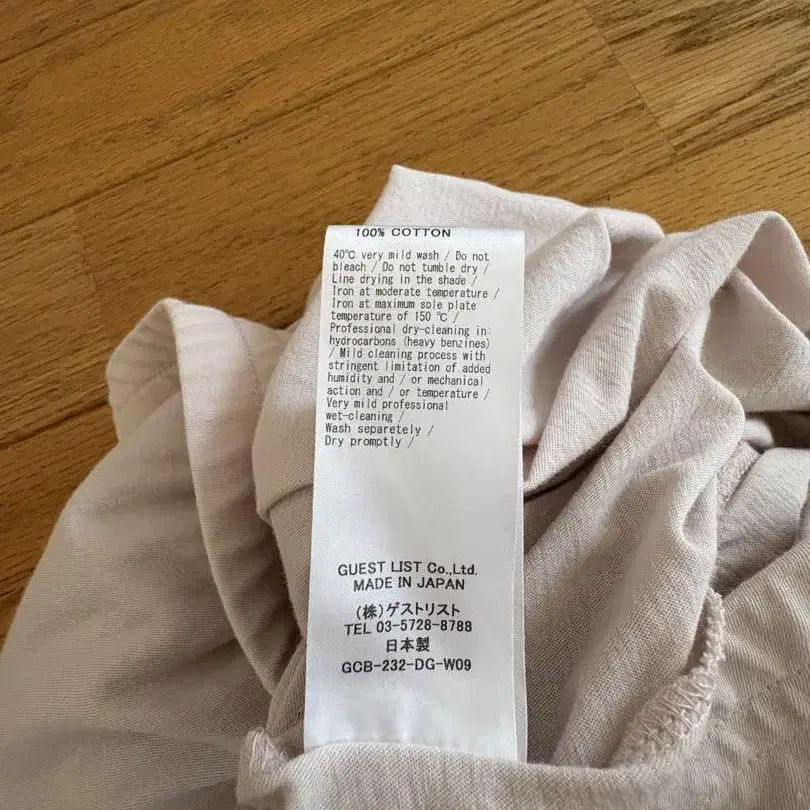 100% COTTON
40℃ very mild wash / Do not
bleach / Do not tumble dry /
Line drying in the shade /
Iron at moderate temperature /
Iron at maximum sole plate
temperature of 150 ℃ /
Professional dry-cleaning in:
hydrocarbons (heavy benzines)
/ Mild cleaning process with
stringent limitation of added
humidity and / or mechanical
action and / or temperature /
Very mild professional
wet-cleaning /
Wash separetely /
Dry promptly /
GUEST LIST Co.,Ltd.
MADE IN JAPAN
(株)ゲストリスト
TEL 03-5728-8788
日本製
GCB-232-DG-W09